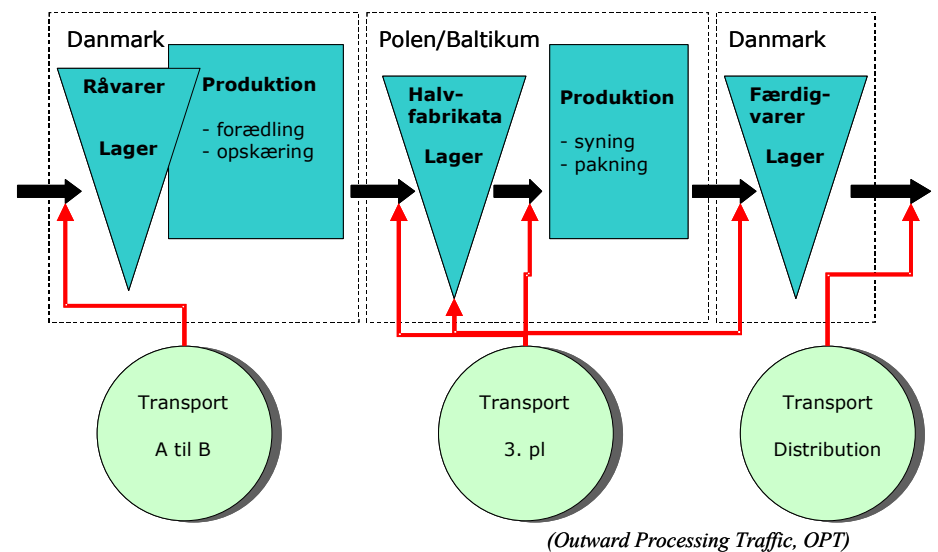 Danmark
Råvarer
Lager
Produktion
- forædling
- opskæring
Polen/Baltikum
Halv-
fabrikata
Lager
Produktion
- syning
- pakning
Danmark
Færdig-
varer
Lager
Transport
A til B
Transport
3. pl
Transport
Distribution
(Outward Processing Traffic, OPT)